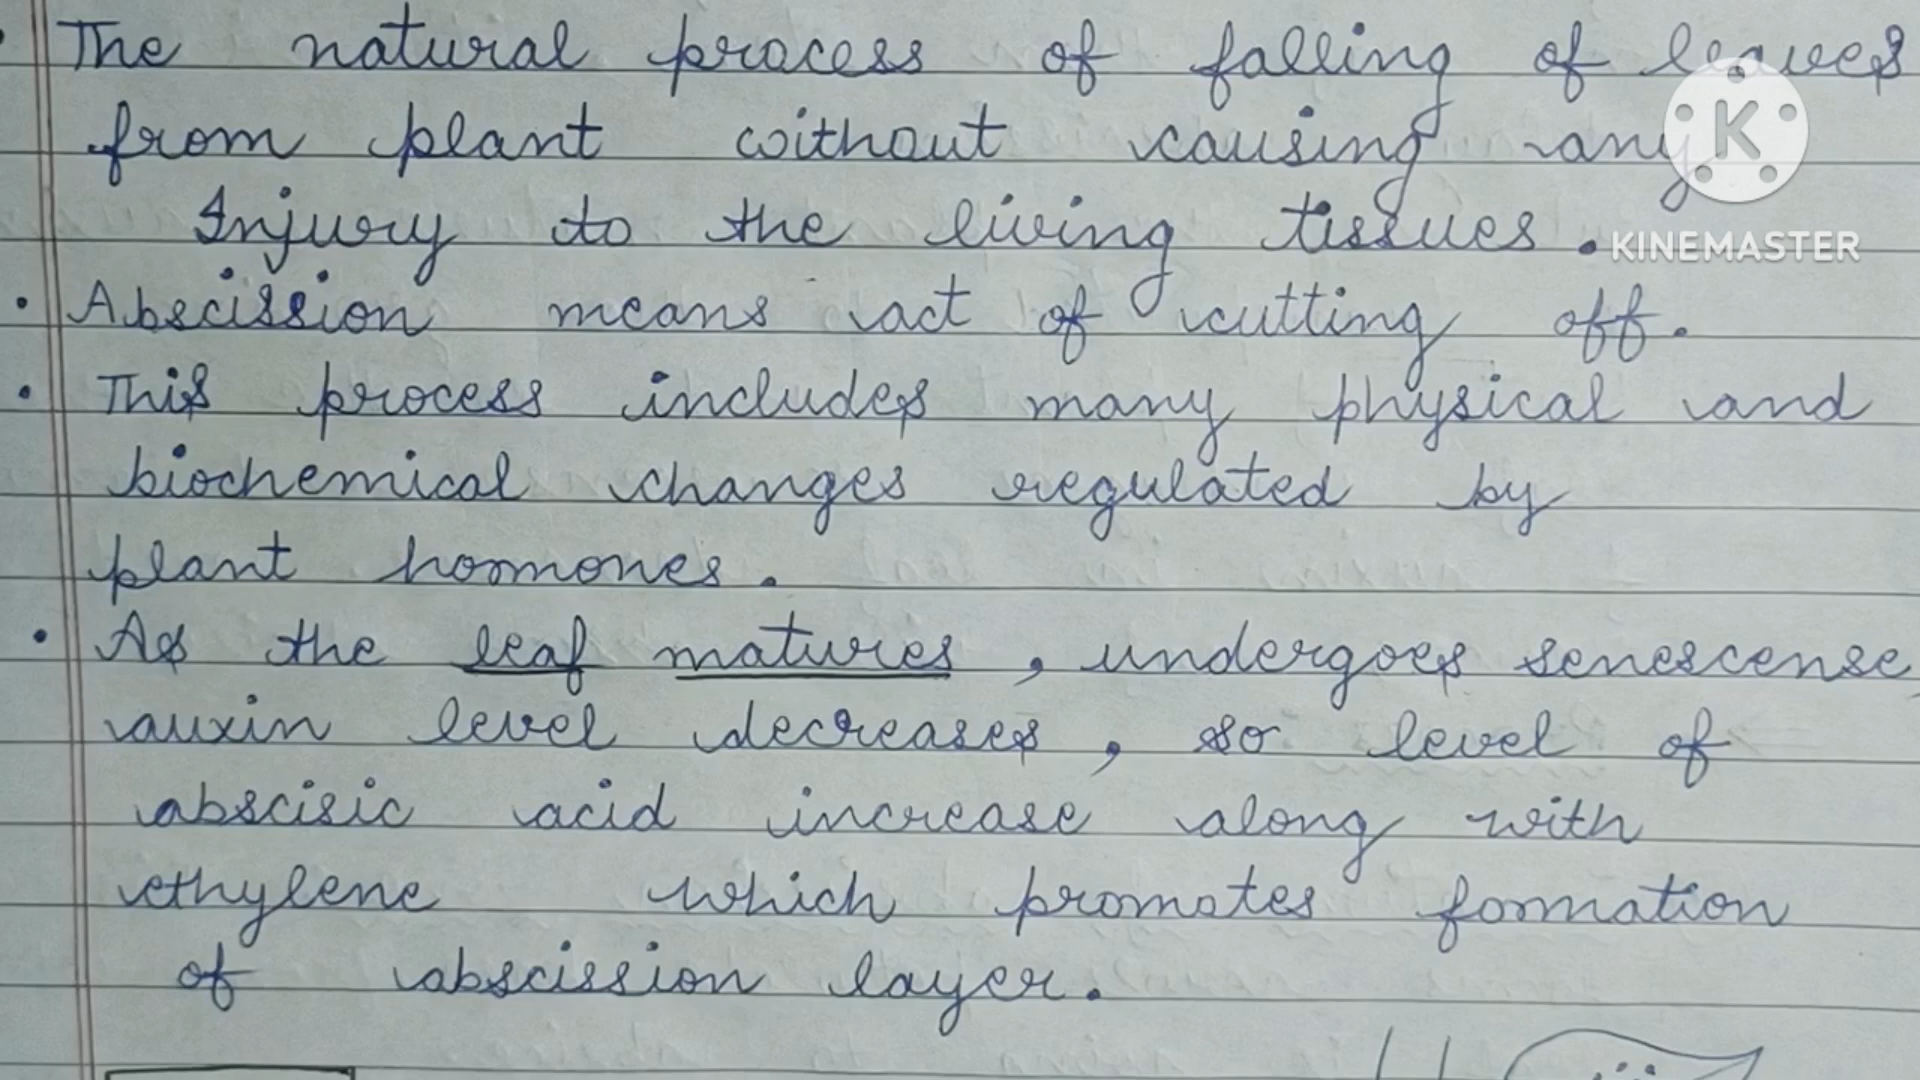 • The natural process of falling of leaves
from plant without causing any
Injury to the living tissues.
• Abscission means act of cutting off.
• This process includes many physical and
biochemical changes regulated by
plant hormones.
• As the leaf matures, undergoes senescense,
auxin level decreases, so level of
abscisic acid increase along with
ethylene which promotes formation
of abscission layer.
K
KINEMASTER